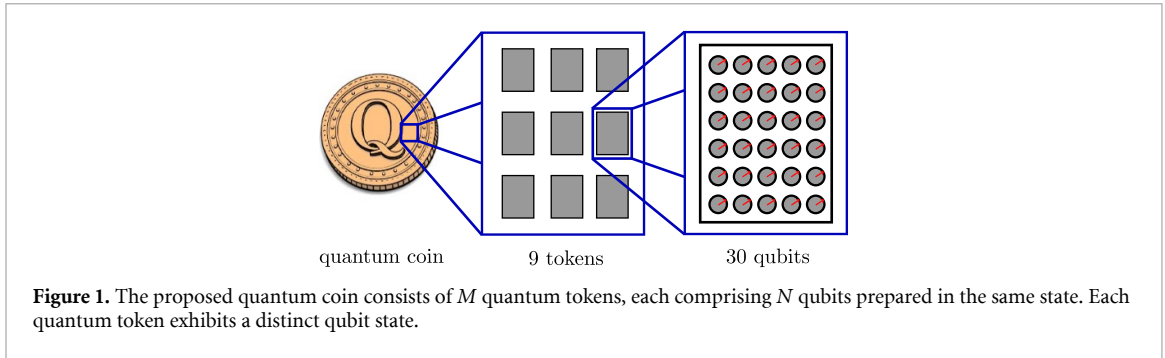 Q
quantum coin
9 tokens
30 qubits
Figure 1. The proposed quantum coin consists of M quantum tokens, each comprising N qubits prepared in the same state. Each
quantum token exhibits a distinct qubit state.